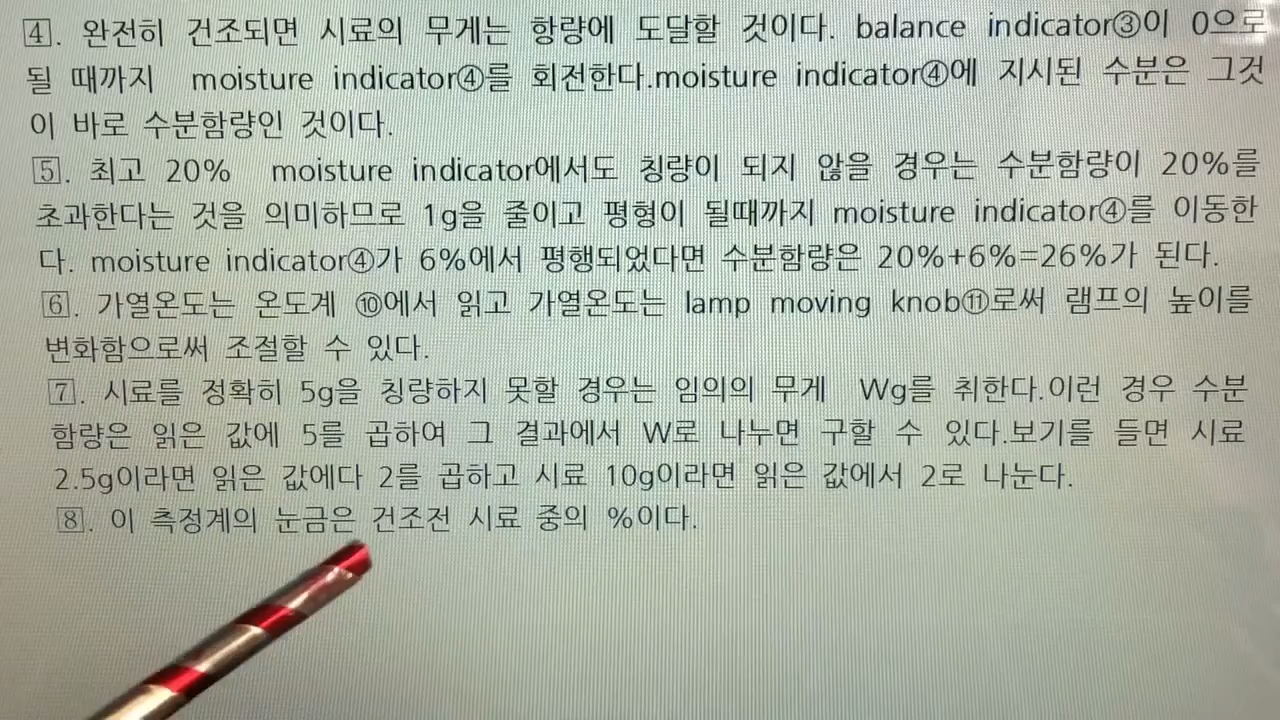 4. 완전히 건조되면 시료의 무게는 항량에 도달할 것이다. balance indicator③이 0으로
될 때까지 moisture indicator④를 회전한다.moisture indicator④에 지시된 수분은 그것
이 바로 수분함량인 것이다.
5. 최고 20% moisture indicator에서도 칭량이 되지 않을 경우는 수분함량이 20%를
초과한다는 것을 의미하므로 1g을 줄이고 평형이 될때까지 moisture indicator④를 이동한
다. moisture indicator④가 6%에서 평행되었다면 수분함량은 20%+6%=26%가 된다.
6. 가열온도는 온도계 ⑩에서 읽고 가열온도는 lamp moving knob⑪로써 램프의 높이를
변화함으로써 조절할 수 있다.
7. 시료를 정확히 5g을 칭량하지 못할 경우는 임의의 무게 Wg를 취한다.이런 경우 수분
함량은 읽은 값에 5를 곱하여 그 결과에서 W로 나누면 구할 수 있다.보기를 들면 시료
2.5g이라면 읽은 값에다 2를 곱하고 시료 10g이라면 읽은 값에서 2로 나눈다.
8. 이 측정계의 눈금은 건조전 시료 중의 %이다.